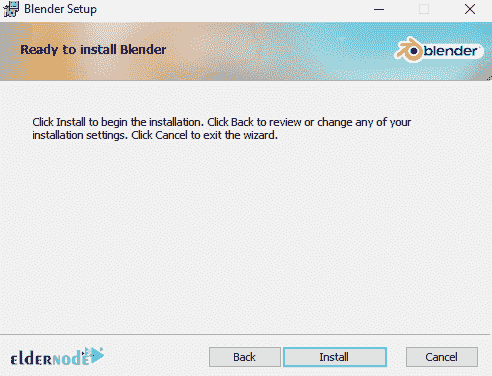 Blender Setup
Ready to install Blender
blender
Click Install to begin the installation. Click Back to review or change any of your
installation settings. Click Cancel to exit the wizard.
ELDERNODE
Back
Install
Cancel